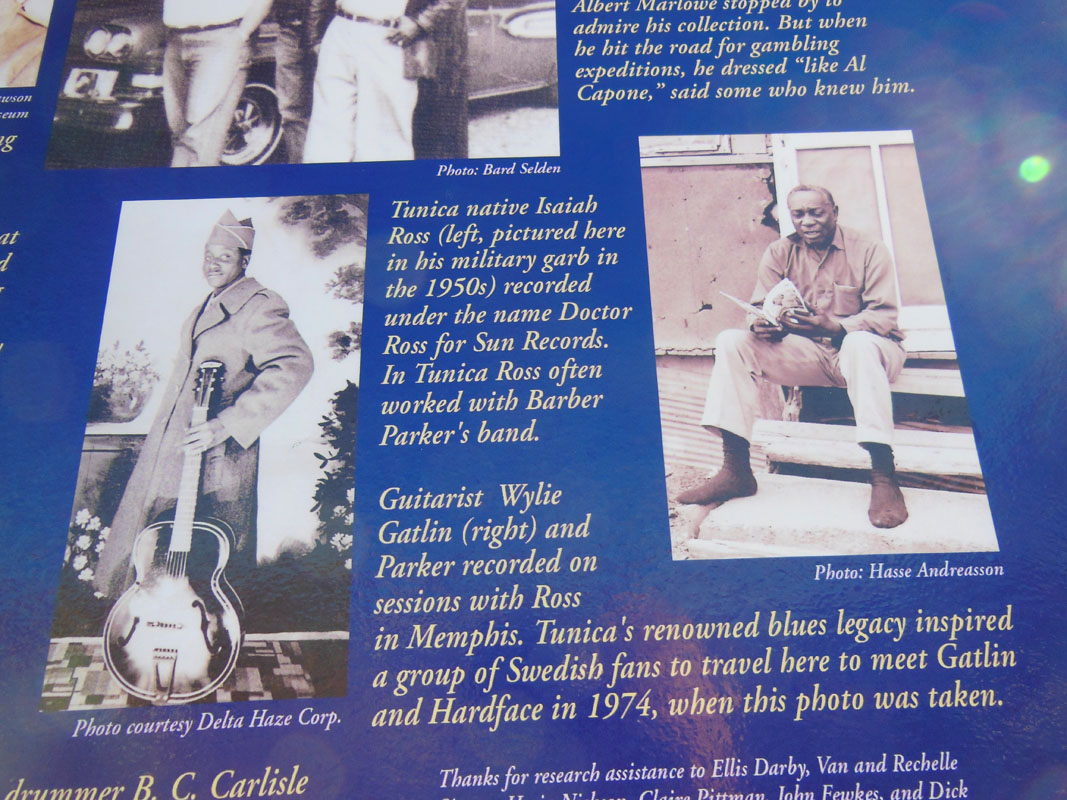 Albert Marlowe stopped by to
admire his collection. But when
he hit the road for gambling
expeditions, he dressed “like Al
Capone,” said some who knew him.
Photo: Bard Selden
Tunica native Isaiah
Ross (left, pictured here
in his military garb in
the 1950s) recorded
under the name Doctor
Ross for Sun Records.
In Tunica Ross often
worked with Barber
Parker's band.
Guitarist Wylie
Gatlin (right) and
Parker recorded on
sessions with Ross
in Memphis. Tunica's renowned blues legacy inspired
a group of Swedish fans to travel here to meet Gatlin
and Hardface in 1974, when this photo was taken.
Photo: Hasse Andreasson
Photo courtesy Delta Haze Corp.
drummer B. C. Carlisle
Thanks for research assistance to Ellis Darby, Van and Rechelle
Claire Pittman, John Fewkes, and Dick